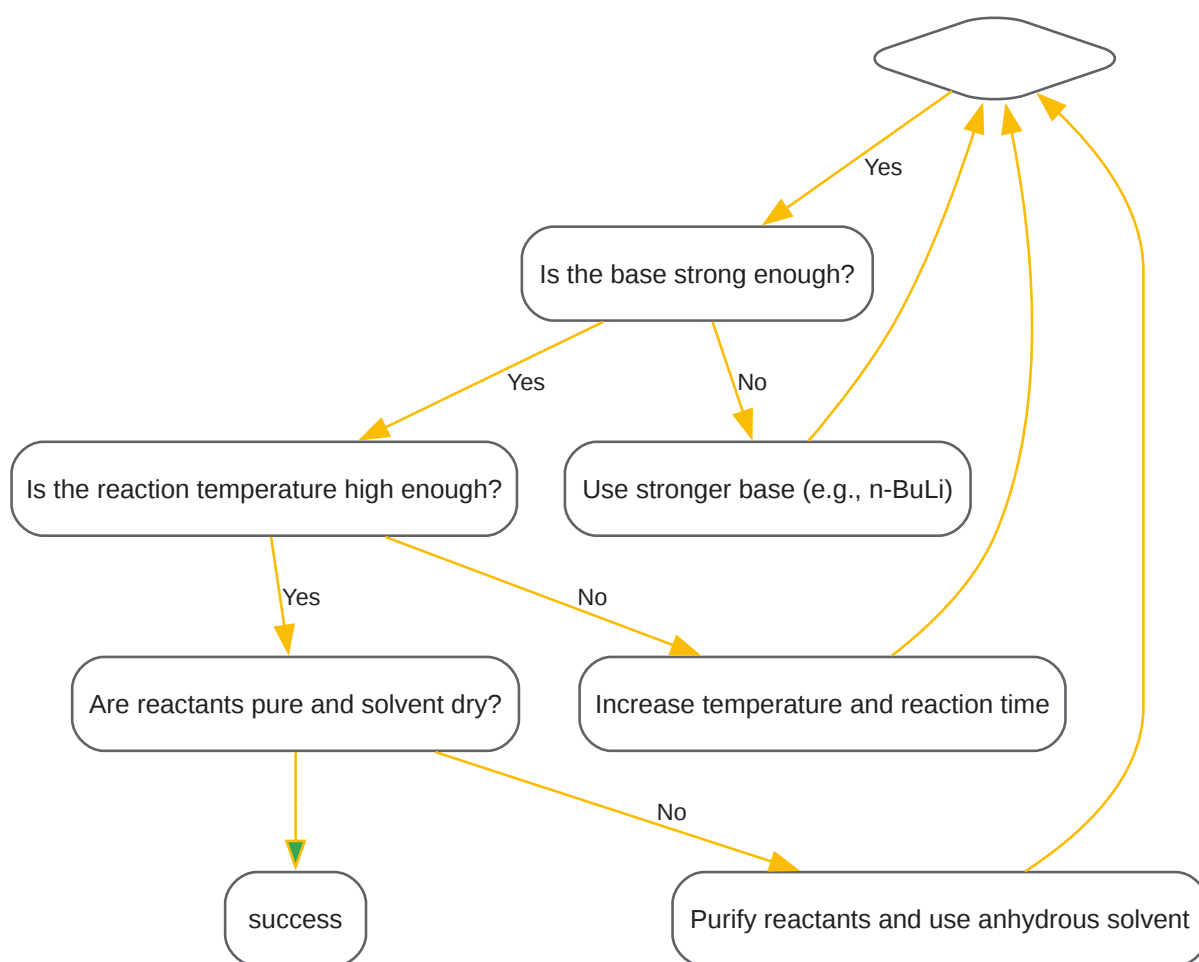 Yes
Is the base strong enough?
Yes
No
Is the reaction temperature high enough?
Use stronger base (e.g., n-BuLi)
Yes
No
Are reactants pure and solvent dry?
Increase temperature and reaction time
No
success
Purify reactants and use anhydrous solvent